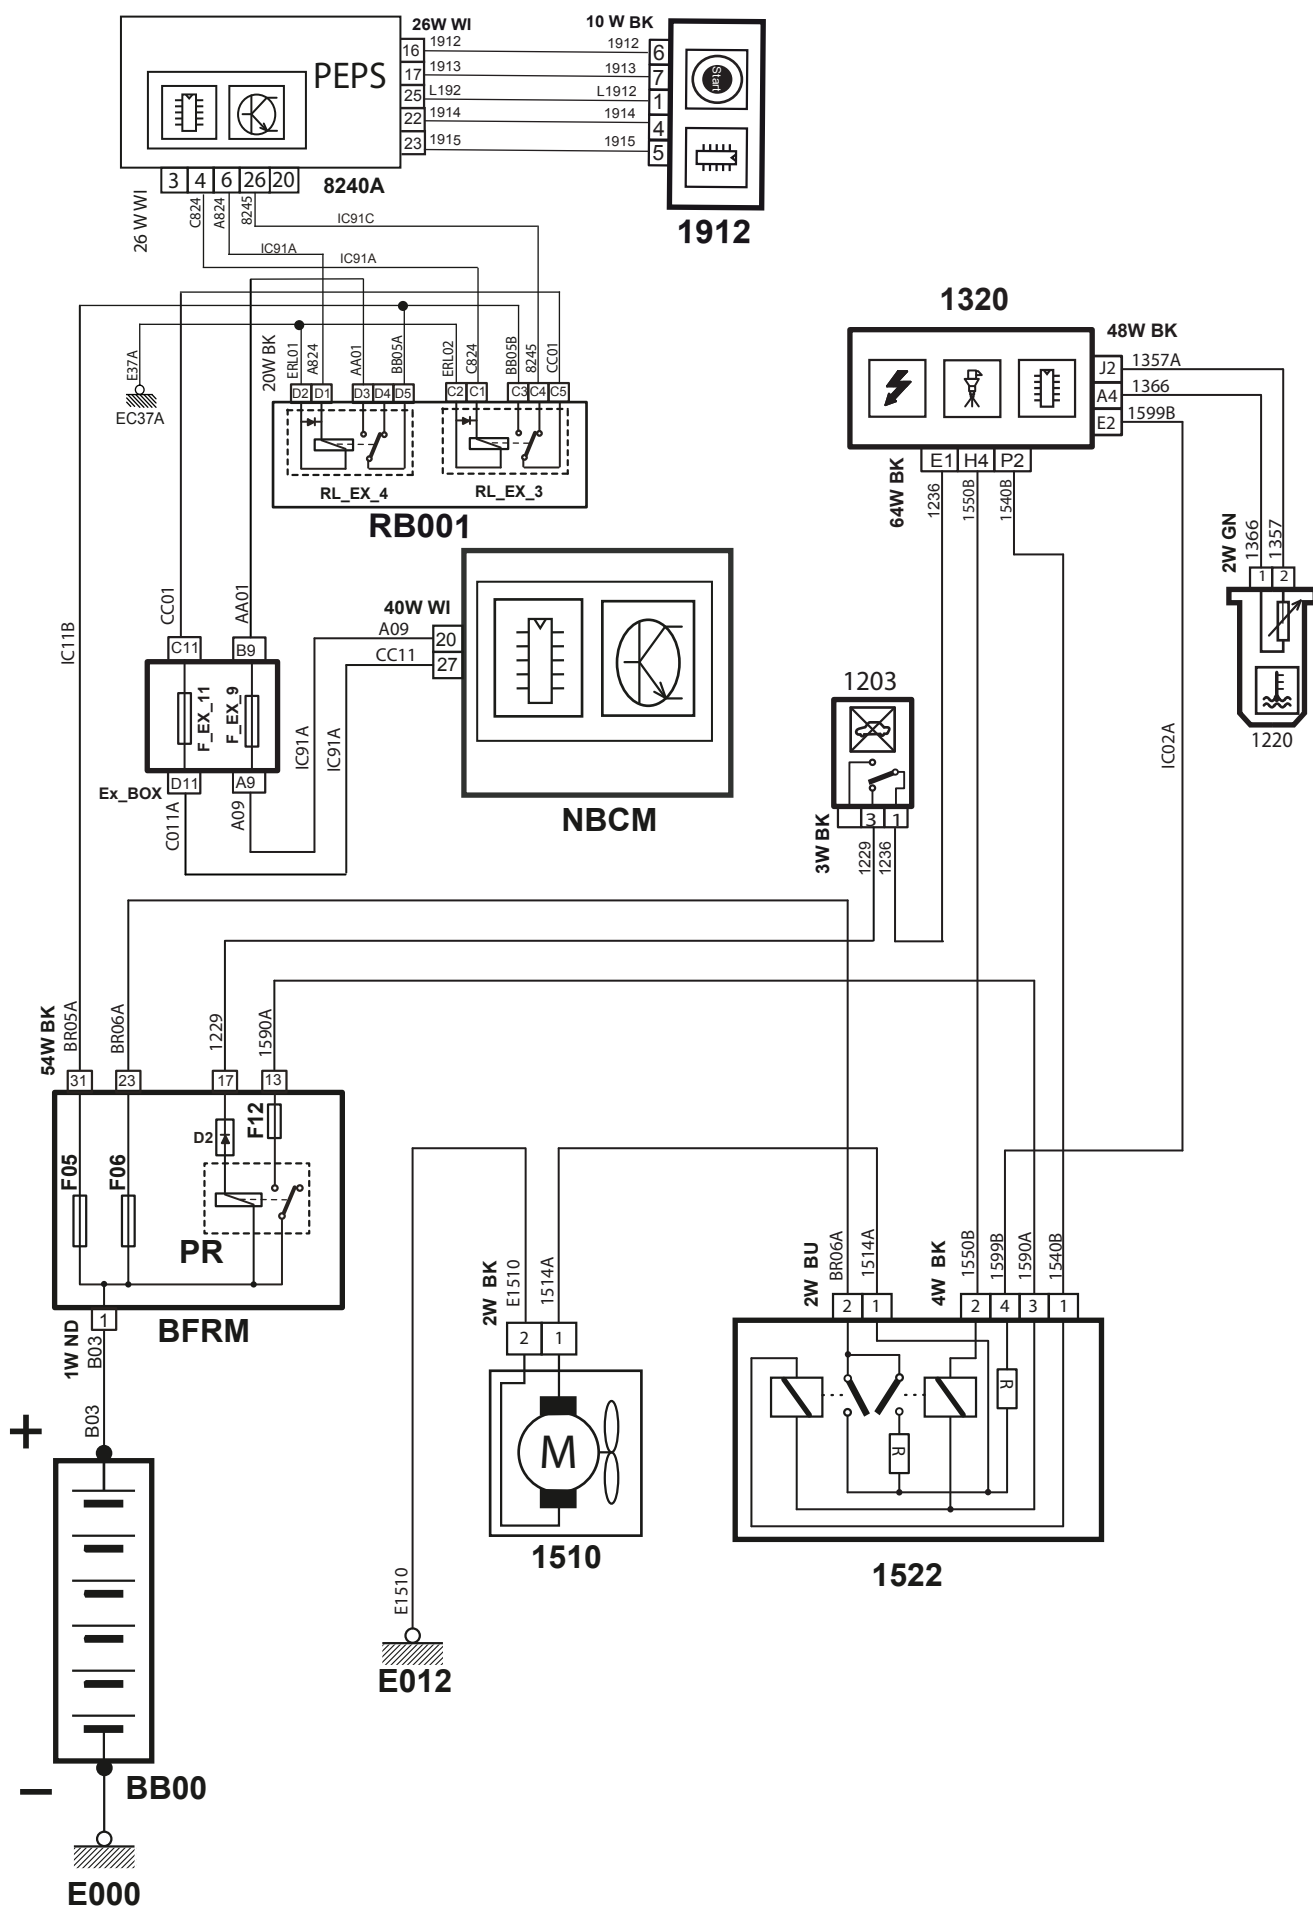 26W WI
10 W BK
PEPS
16 1912 1912 6
17 1913 1913 7
25 L192 L1912 1
22 1914 1914 4
23 1915 1915 5
Start
3 4 6 26 20
8240A
1912
26 W WI
C824
A824
8245
IC91C
IC91A
IC91A
E37A
EC37A
20W BK
ERL01
A824
AA01
BB05A
ERL02
C824
BB05B
8245
CC01
D2 D1 D3 D4 D5 C2 C1 C3 C4 C5
RL_EX_4
RL_EX_3
RB001
1320
48W BK
J2 1357A
A4 1366
E2 1599B
E1 H4 P2
64W BK
1236
1550B
1540B
2W GN
1366
1357
1 2
1220
IC02A
IC11B
CC01
AA01
C11 B9
F_EX_11
F_EX_9
D11 A9
Ex_BOX
C011A
A09
IC91A
IC91A
40W WI
A09 20
CC11 27
NBCM
1203
3 1
3W BK
1229
1236
54W BK
BR05A
BR06A
1229
1590A
31 23 17 13
F05
F06
D2
F12
PR
1
BFRM
1W ND
B03
B03
+
−
BB00
E000
2W BK
E1510
1514A
2 1
M
1510
E1510
E012
2W BU
BR06A
1514A
4W BK
1550B
1599B
1590A
1540B
2 1 2 4 3 1
R
R
1522